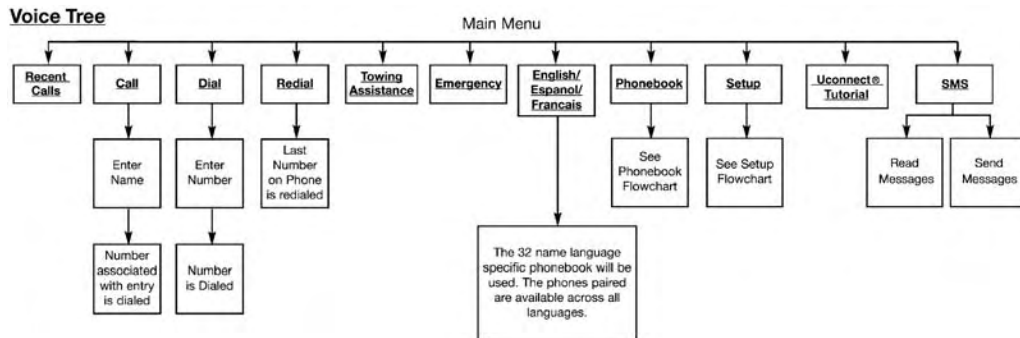 Voice Tree
Main Menu
Recent
Calls
Call
Dial
Redial
Towing
Assistance
Emergency
English/
Espanol/
Francais
Phonebook
Setup
Uconnect®
Tutorial
SMS
Enter
Name
Enter
Number
Last
Number
on Phone
is redialed
See
Phonebook
Flowchart
See Setup
Flowchart
Read
Messages
Send
Messages
Number
associated
with entry
is dialed
Number
is Dialed
The 32 name language
specific phonebook will be
used. The phones paired
are available across all
languages.